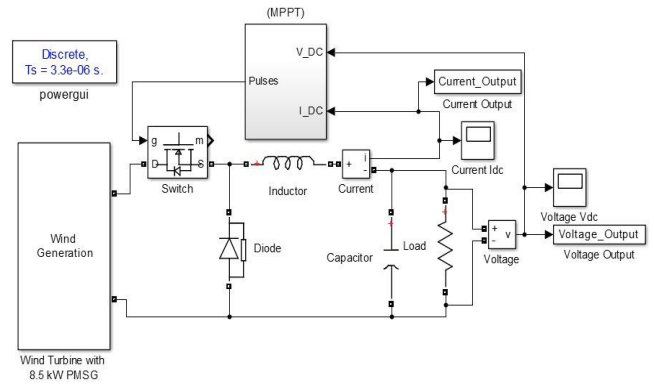 (MPPT)
Discrete,
Ts = 3.3e-06 s.
powergui
V_DC
Pulses
I_DC
Current_Output
Current Output
g
m
D
S
Switch
Inductor
+
i
-
Current
Current Idc
Wind
Generation
Diode
Capacitor
Load
+
-
v
Voltage
Voltage Vdc
Voltage_Output
Voltage Output
Wind Turbine with
8.5 kW PMSG